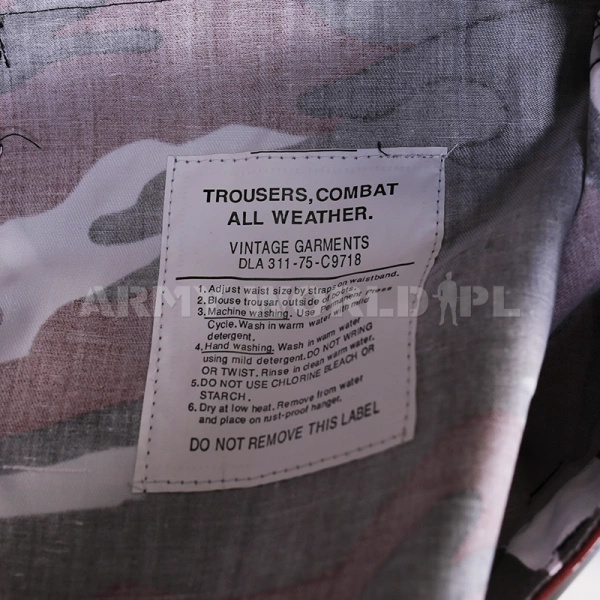 TROUSERS, COMBAT
ALL WEATHER.
VINTAGE GARMENTS
DLA 311-75-C9718
1. Adjust waist size by straps on waistband.
2. Blouse trousar outside of boots.
3. Machine washing. Use Permanent Press
Cycle. Wash in warm water with mild
detergent.
4. Hand washing. Wash in warm water
using mild detergent. DO NOT WRING
OR TWIST. Rinse in clean warm water.
5. DO NOT USE CHLORINE BLEACH OR
STARCH.
6. Dry at low heat. Remove from water
and place on rust-proof hanger.
DO NOT REMOVE THIS LABEL
ARMYWORLD.PL